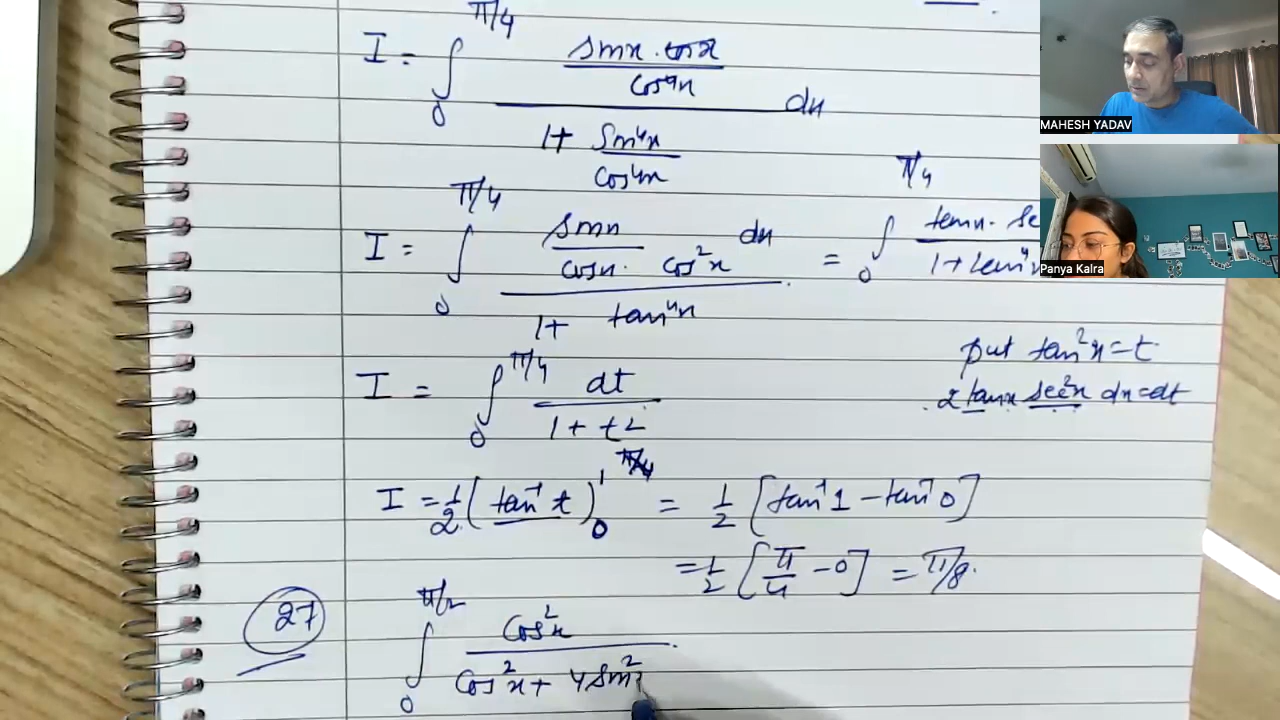 π/4
I = ∫ sinx · cosx / cos⁴x dx
0
1 + sin⁴x / cos⁴x
π/4 π/4
I = ∫ sinx / cosx · cos²x dx = ∫ tanx · se
0 1 + tan⁴x 0 1 + tan⁴x
put tan²x = t
2 tanx sec²x dx = dt
I = ∫ π/4 0 dt / 1 + t²
I = 1/2 ( tan⁻¹ t )₀¹ = 1/2 [ tan⁻¹ 1 − tan⁻¹ 0 ]
= 1/2 [ π/4 − 0 ] = π/8.
27
π/2
∫ cos²x
0 cos²x + 4sin²
MAHESH YADAV
Panya Kalra